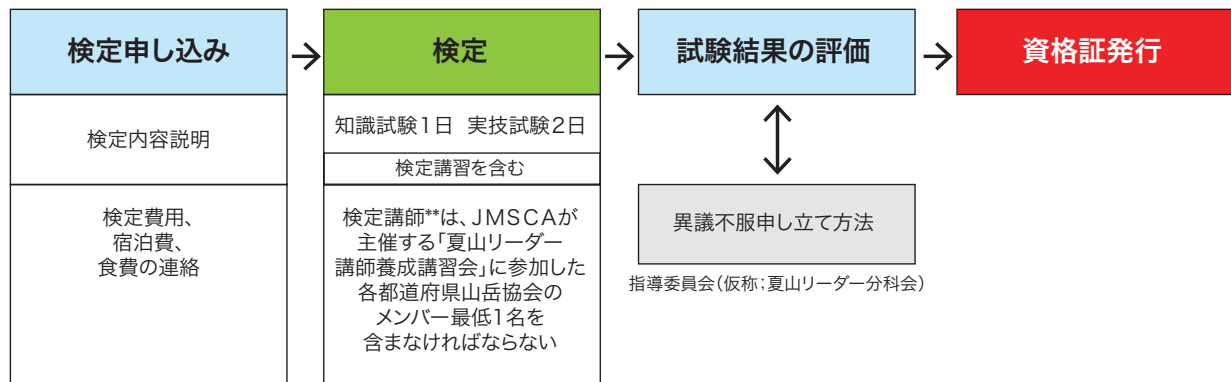 検定申し込み
検定
試験結果の評価
資格証発行
検定内容説明
知識試験1日 実技試験2日
検定講習を含む
検定費用、
宿泊費、
食費の連絡
検定講師**は、JMSCAが
主催する「夏山リーダー
講師養成講習会」に参加した
各都道府県山岳協会の
メンバー最低1名を
含まなければならない
異議不服申し立て方法
指導委員会(仮称;夏山リーダー分科会)